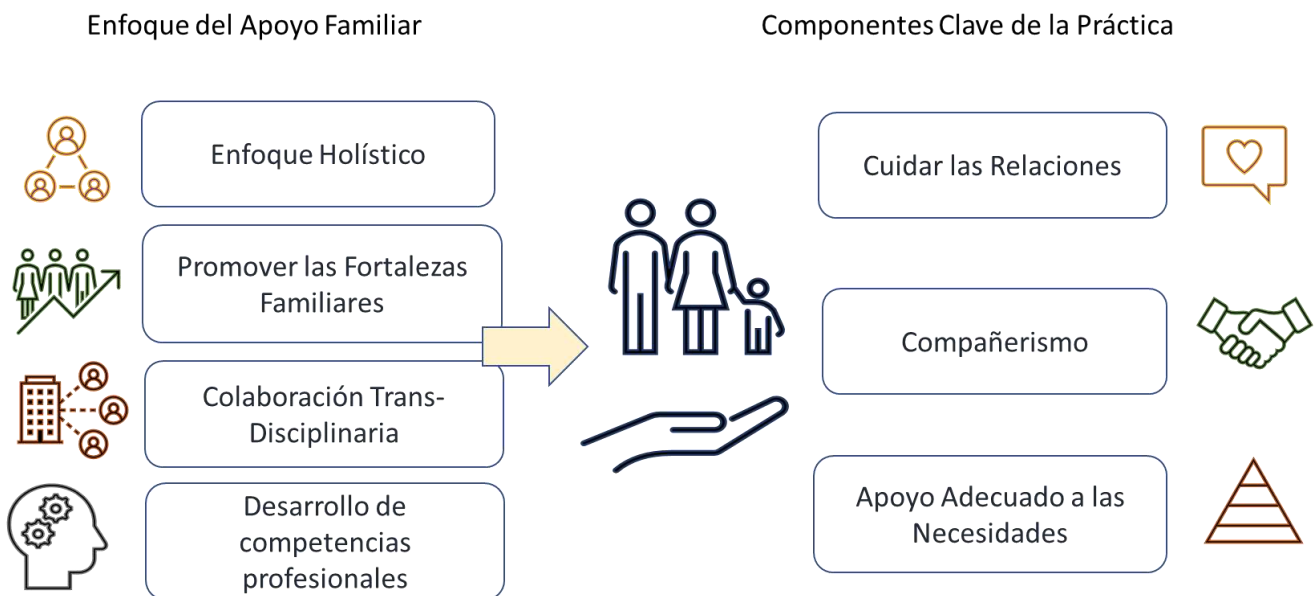 Enfoque del Apoyo Familiar
Componentes Clave de la Práctica
Enfoque Holístico
Promover las Fortalezas
Familiares
Colaboración Trans-
Disciplinaria
Desarrollo de
competencias
profesionales
Cuidar las Relaciones
Compañerismo
Apoyo Adecuado a las
Necesidades